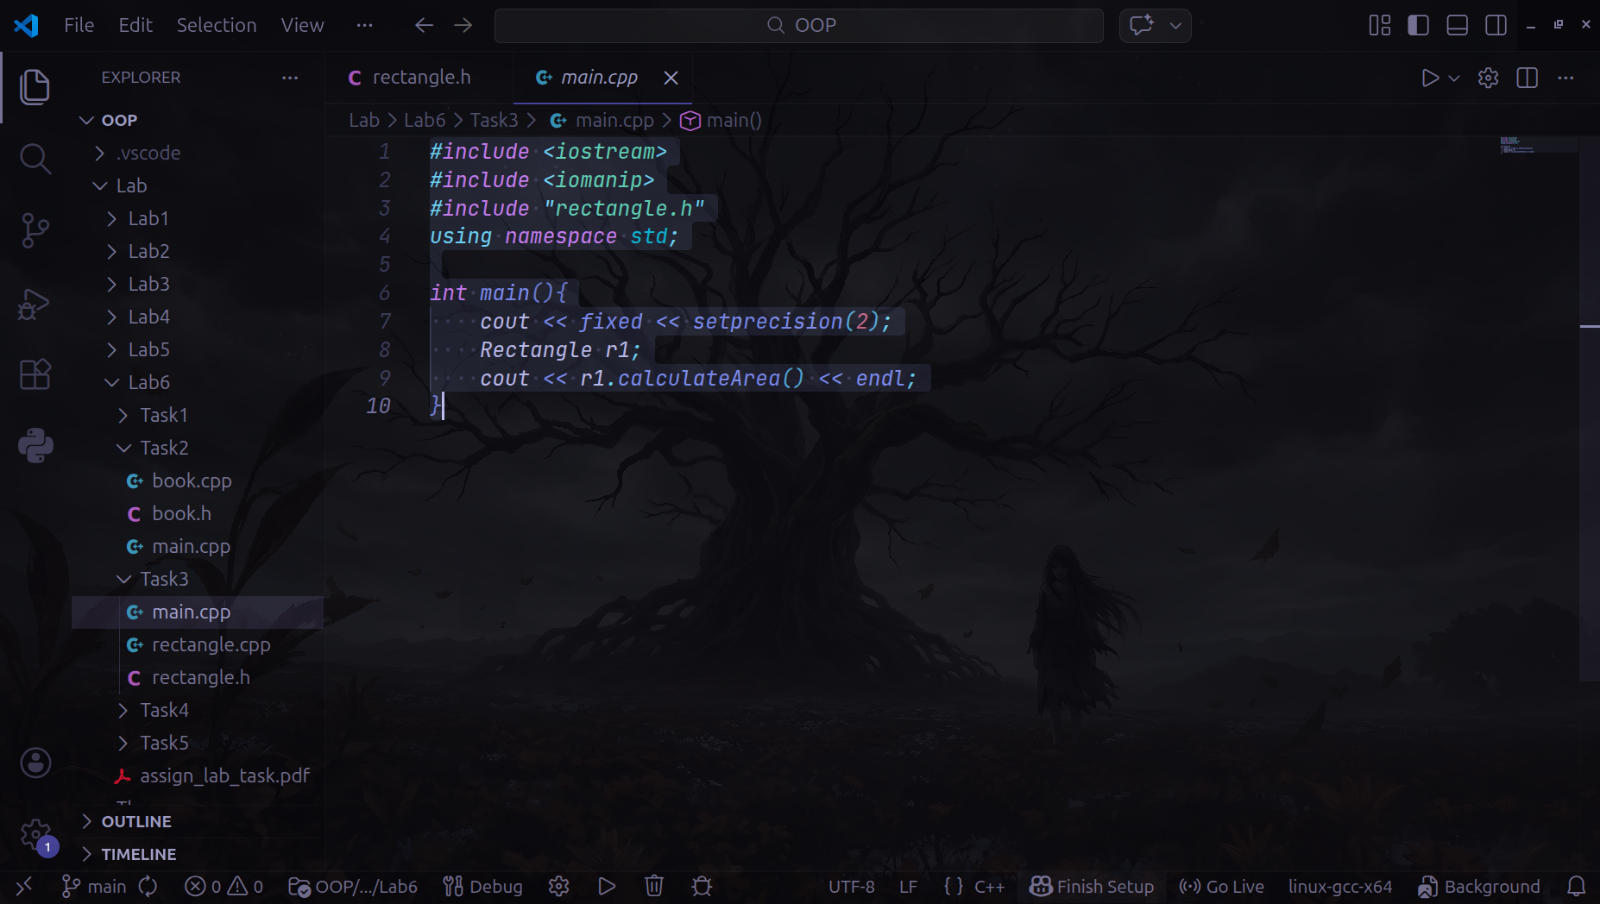 File Edit Selection View ··· OOP
EXPLORER ···
OOP
.vscode
Lab
Lab1
Lab2
Lab3
Lab4
Lab5
Lab6
Task1
Task2
book.cpp
book.h
main.cpp
Task3
main.cpp
rectangle.cpp
rectangle.h
Task4
Task5
assign_lab_task.pdf
OUTLINE
TIMELINE
1
rectangle.h main.cpp
Lab > Lab6 > Task3 > main.cpp > main()
1 #include <iostream>
2 #include <iomanip>
3 #include "rectangle.h"
4 using namespace std;
5
6 int main(){
7 cout << fixed << setprecision(2);
8 Rectangle r1;
9 cout << r1.calculateArea() << endl;
10 }
main 0 0 OOP/.../Lab6 Debug UTF-8 LF { } C++ Finish Setup Go Live linux-gcc-x64 Background